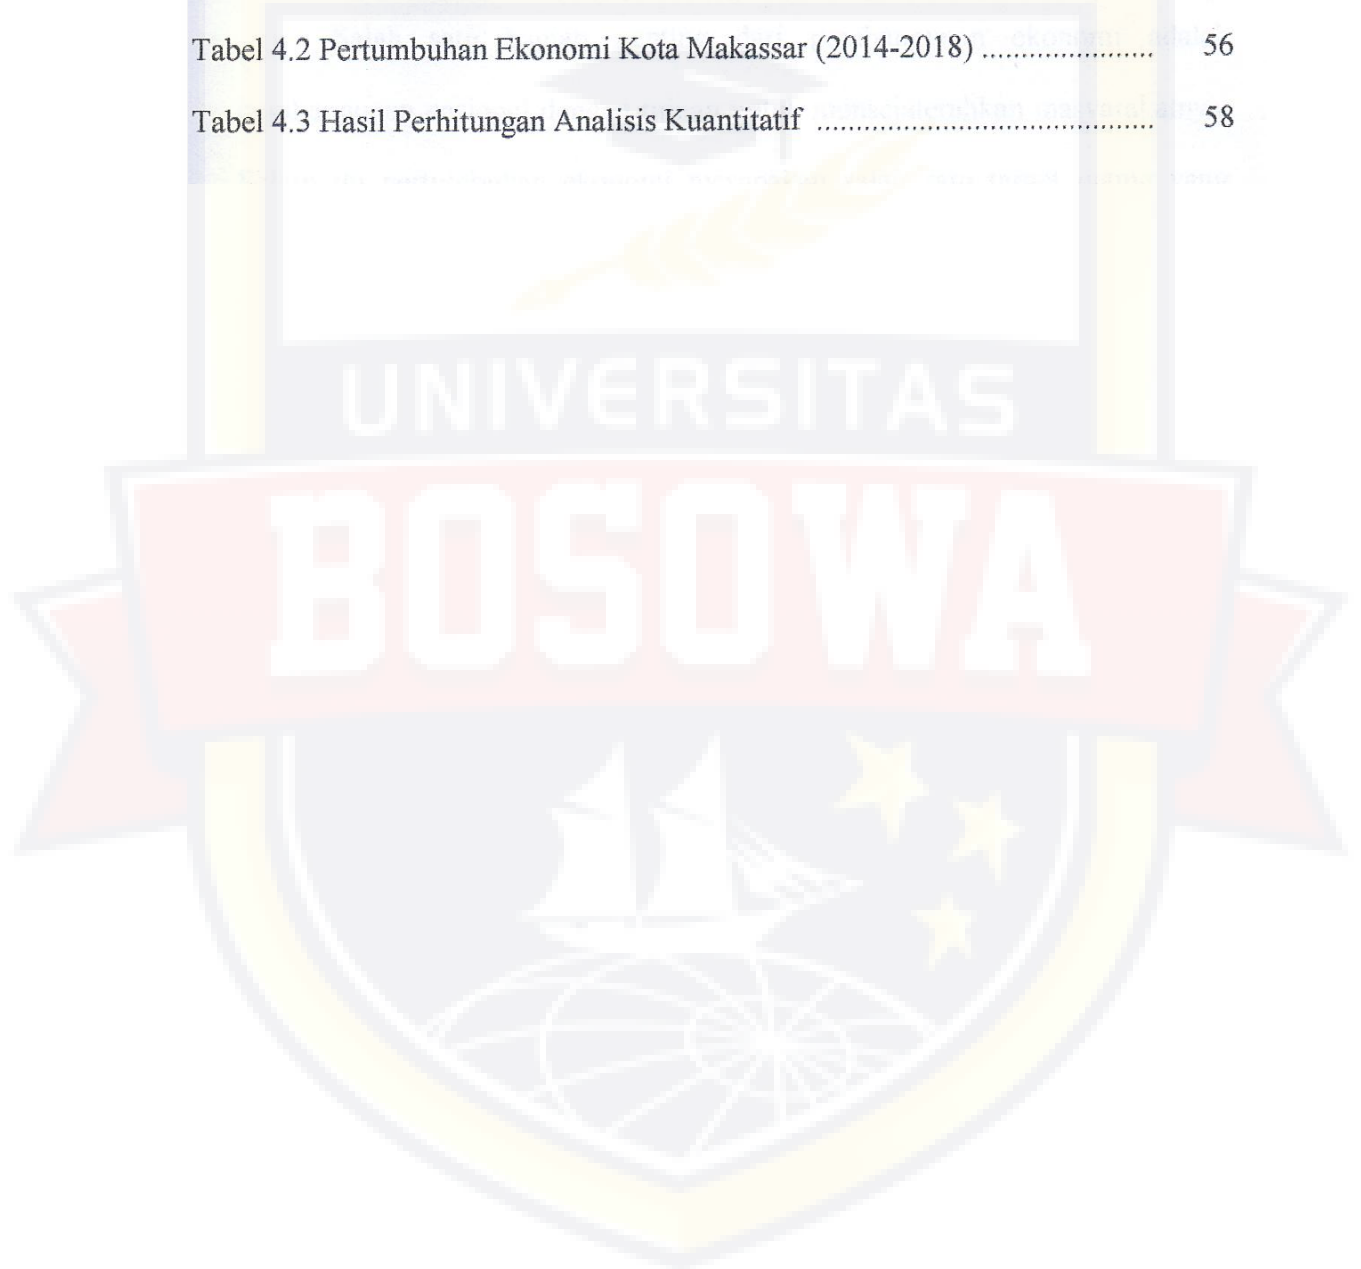 Tabel 4.2 Pertumbuhan Ekonomi Kota Makassar (2014-2018) ..................... 56
Tabel 4.3 Hasil Perhitungan Analisis Kuantitatif ......................................... 58
UNIVERSITAS
BOSOWA